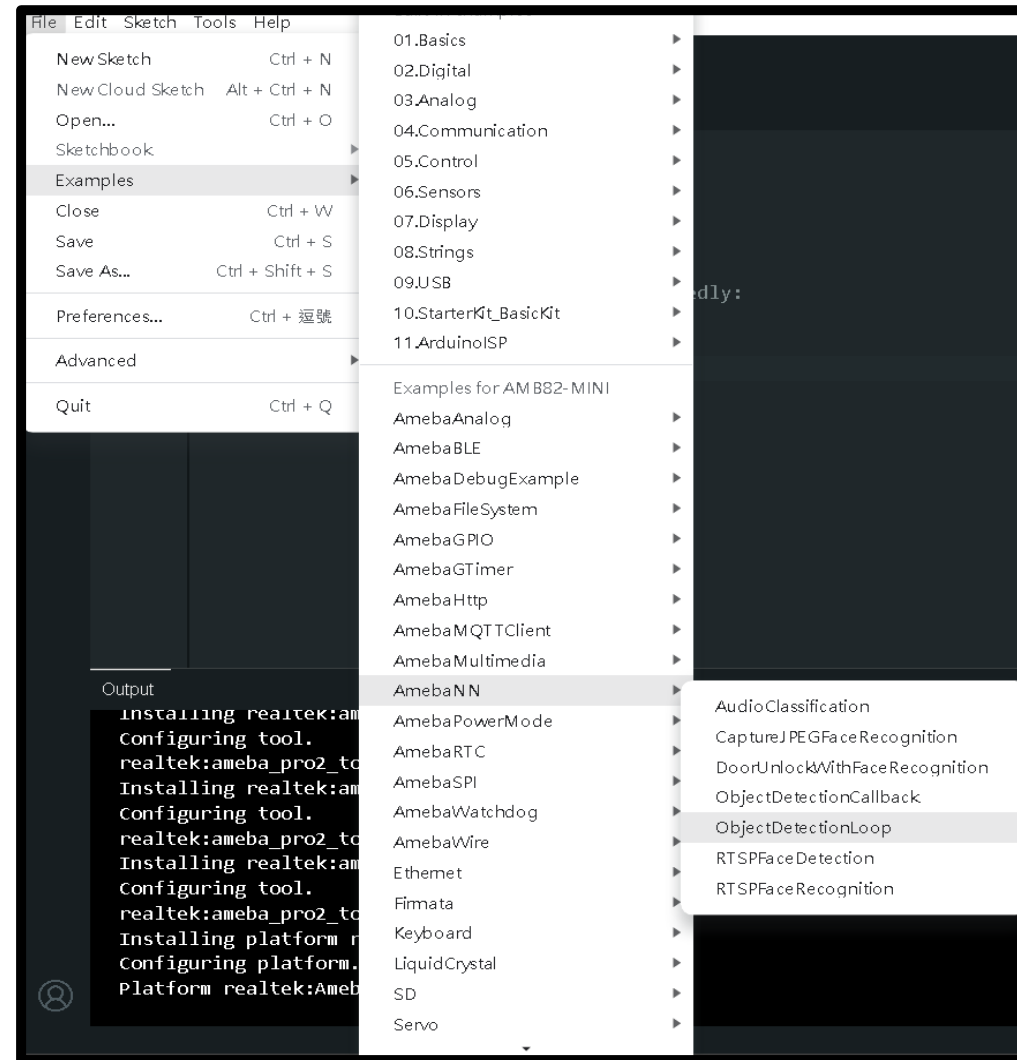 File Edit Sketch Tools Help
New Sketch Ctrl + N
New Cloud Sketch Alt + Ctrl + N
Open... Ctrl + O
Sketchbook
Examples
Close Ctrl + W
Save Ctrl + S
Save As... Ctrl + Shift + S
Preferences... Ctrl + 逗號
Advanced
Quit Ctrl + Q
01.Basics
02.Digital
03.Analog
04.Communication
05.Control
06.Sensors
07.Display
08.Strings
09.USB
10.StarterKit_BasicKit
11.ArduinoISP
Examples for AMB82-MINI
AmebaAnalog
AmebaBLE
AmebaDebugExample
AmebaFileSystem
AmebaGPIO
AmebaGTimer
AmebaHttp
AmebaMQTTClient
AmebaMultimedia
AmebaNN
AmebaPowerMode
AmebaRTC
AmebaSPI
AmebaWatchdog
AmebaWire
Ethernet
Firmata
Keyboard
LiquidCrystal
SD
Servo
AudioClassification
CaptureJPEGFaceRecognition
DoorUnlockWithFaceRecognition
ObjectDetectionCallback
ObjectDetectionLoop
RTSPFaceDetection
RTSPFaceRecognition
edly:
Output
Installing realtek:am
Configuring tool.
realtek:ameba_pro2_to
Installing realtek:am
Configuring tool.
realtek:ameba_pro2_to
Installing realtek:am
Configuring tool.
realtek:ameba_pro2_to
Installing platform r
Configuring platform.
Platform realtek:Ameb